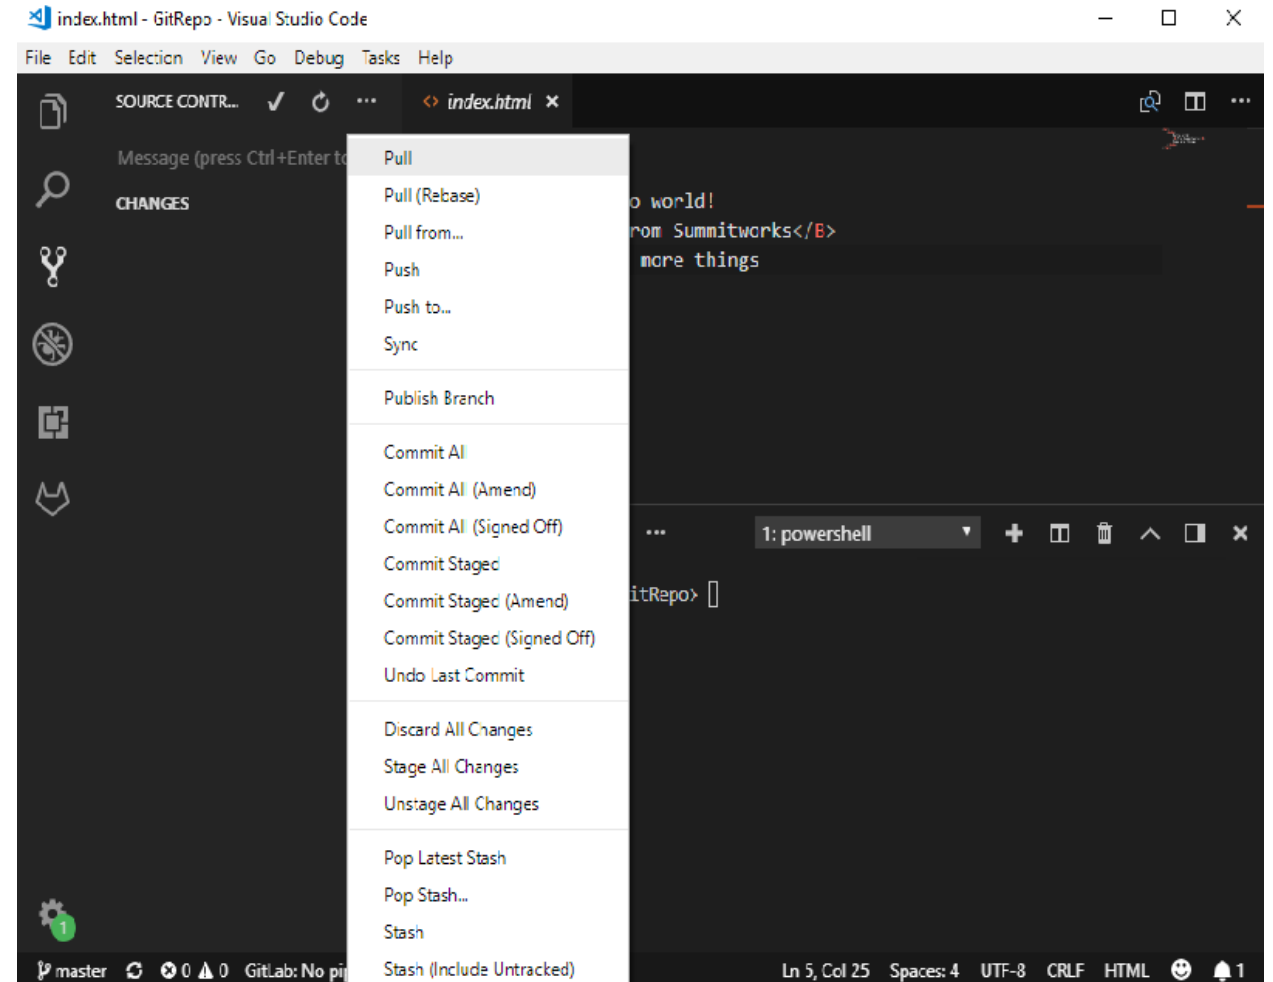 index.html - GitRepo - Visual Studio Code
File Edit Selection View Go Debug Tasks Help
SOURCE CONTR...
index.html
Message (press Ctrl+Enter to
CHANGES
Pull
Pull (Rebase)
Pull from...
Push
Push to...
Sync
Publish Branch
Commit All
Commit All (Amend)
Commit All (Signed Off)
Commit Staged
Commit Staged (Amend)
Commit Staged (Signed Off)
Undo Last Commit
Discard All Changes
Stage All Changes
Unstage All Changes
Pop Latest Stash
Pop Stash...
Stash
Stash (Include Untracked)
o world!
rom Summitworks</B>
more things
1: powershell
itRepo>
1
master 0 0 GitLab: No pip
Ln 5, Col 25 Spaces: 4 UTF-8 CRLF HTML 1